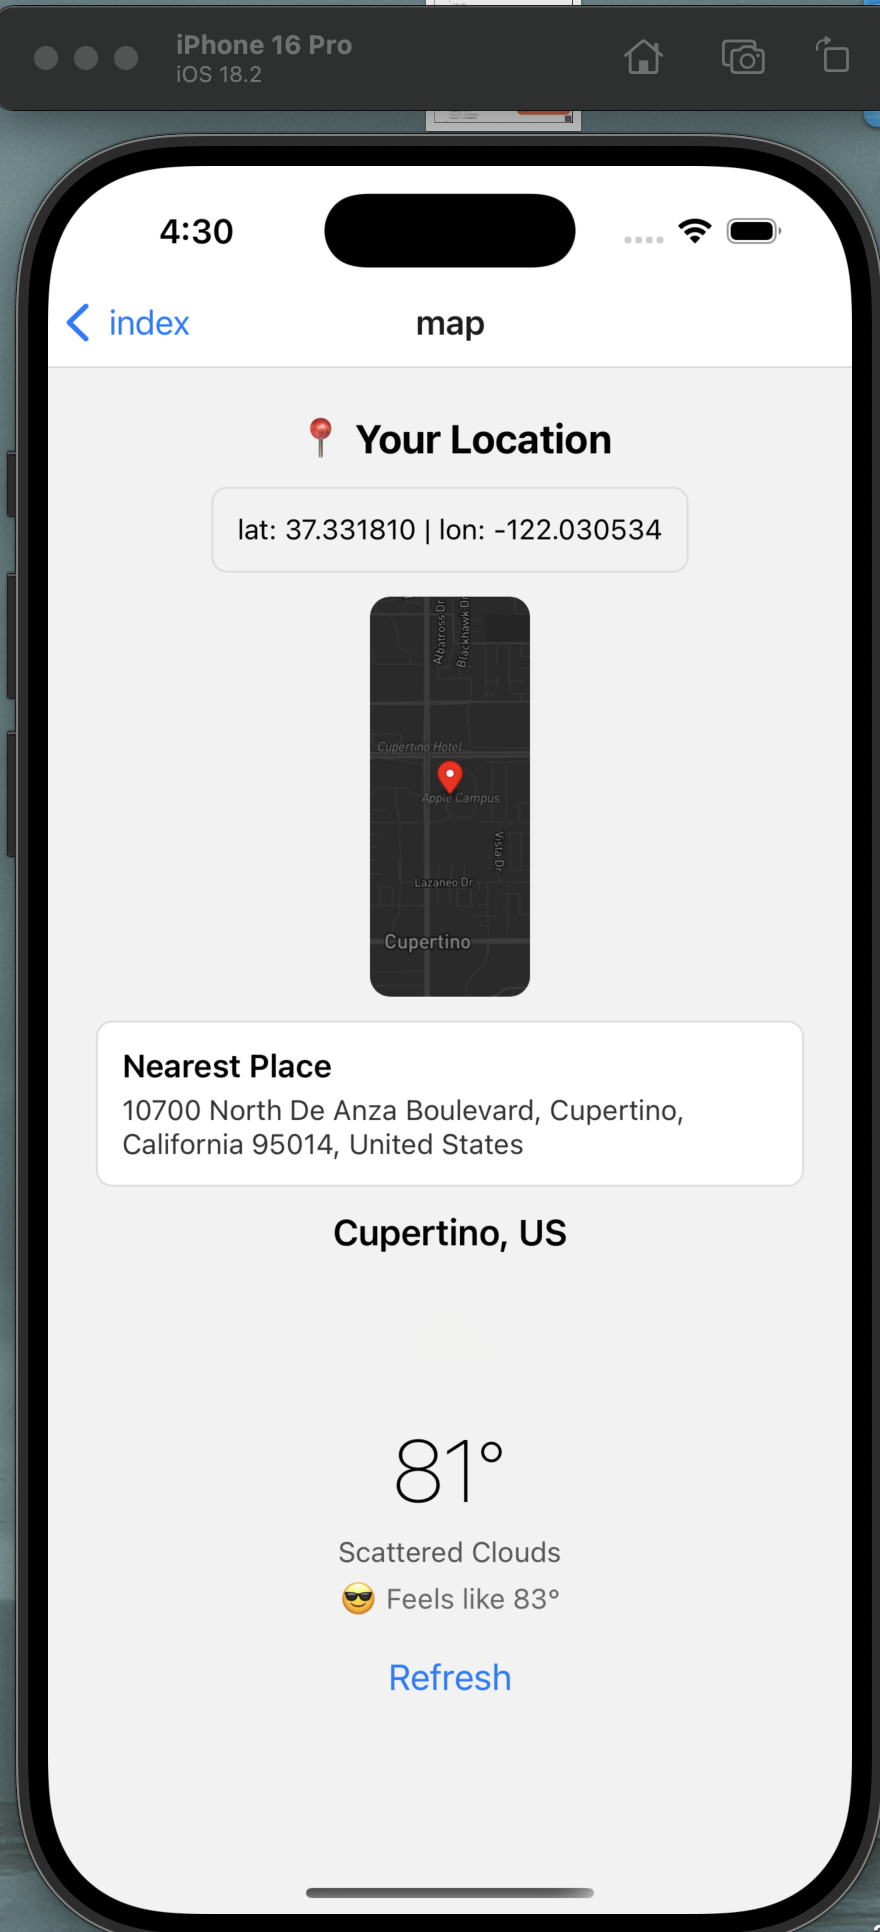 iPhone 16 Pro
iOS 18.2
4:30
index
map
Your Location
lat: 37.331810 | lon: -122.030534
Albatross Dr
Blackhawk Dr
Cupertino Hotel
Apple Campus
Vista Dr
Lazaneo Dr
Cupertino
Nearest Place
10700 North De Anza Boulevard, Cupertino,
California 95014, United States
Cupertino, US
81°
Scattered Clouds
😎 Feels like 83°
Refresh